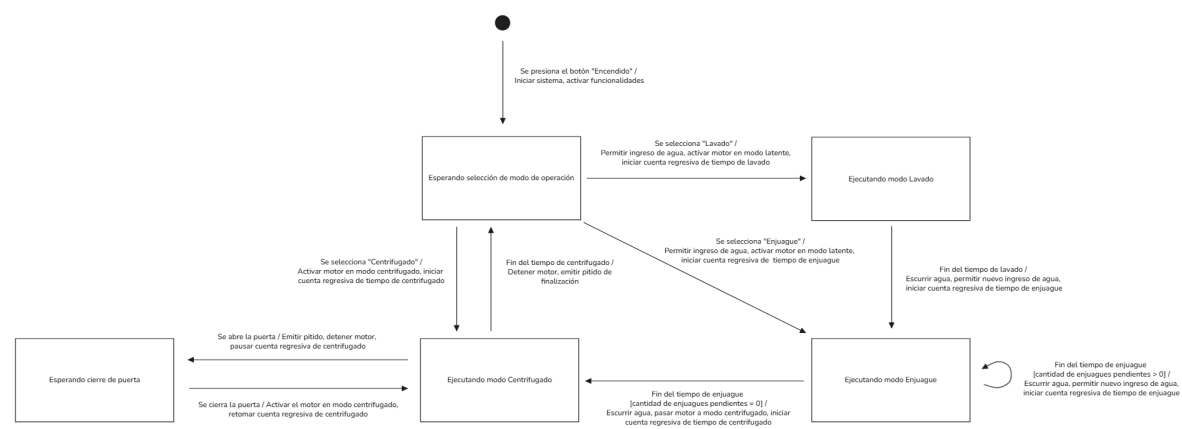 Se presiona el botón "Encendido" /
Iniciar sistema, activar funcionalidades
Esperando selección de modo de operación
Se selecciona "Lavado" /
Permitir ingreso de agua, activar motor en modo latente,
iniciar cuenta regresiva de tiempo de lavado
Ejecutando modo Lavado
Se selecciona "Centrifugado" /
Activar motor en modo centrifugado, iniciar
cuenta regresiva de tiempo de centrifugado
Fin del tiempo de centrifugado /
Detener motor, emitir pitido de
finalización
Se selecciona "Enjuague" /
Permitir ingreso de agua, activar motor en modo latente,
iniciar cuenta regresiva de tiempo de enjuague
Fin del tiempo de lavado /
Escurrir agua, permitir nuevo ingreso de agua,
iniciar cuenta regresiva de tiempo de enjuague
Esperando cierre de puerta
Se abre la puerta / Emitir pitido, detener motor,
pausar cuenta regresiva de centrifugado
Se cierra la puerta / Activar el motor en modo centrifugado,
retomar cuenta regresiva de centrifugado
Ejecutando modo Centrifugado
Fin del tiempo de enjuague
[cantidad de enjuagues pendientes = 0] /
Escurrir agua, pasar motor a modo centrifugado, iniciar
cuenta regresiva de tiempo de centrifugado
Ejecutando modo Enjuague
Fin del tiempo de enjuague
[cantidad de enjuagues pendientes > 0] /
Escurrir agua, permitir nuevo ingreso de agua,
iniciar cuenta regresiva de tiempo de enjuague